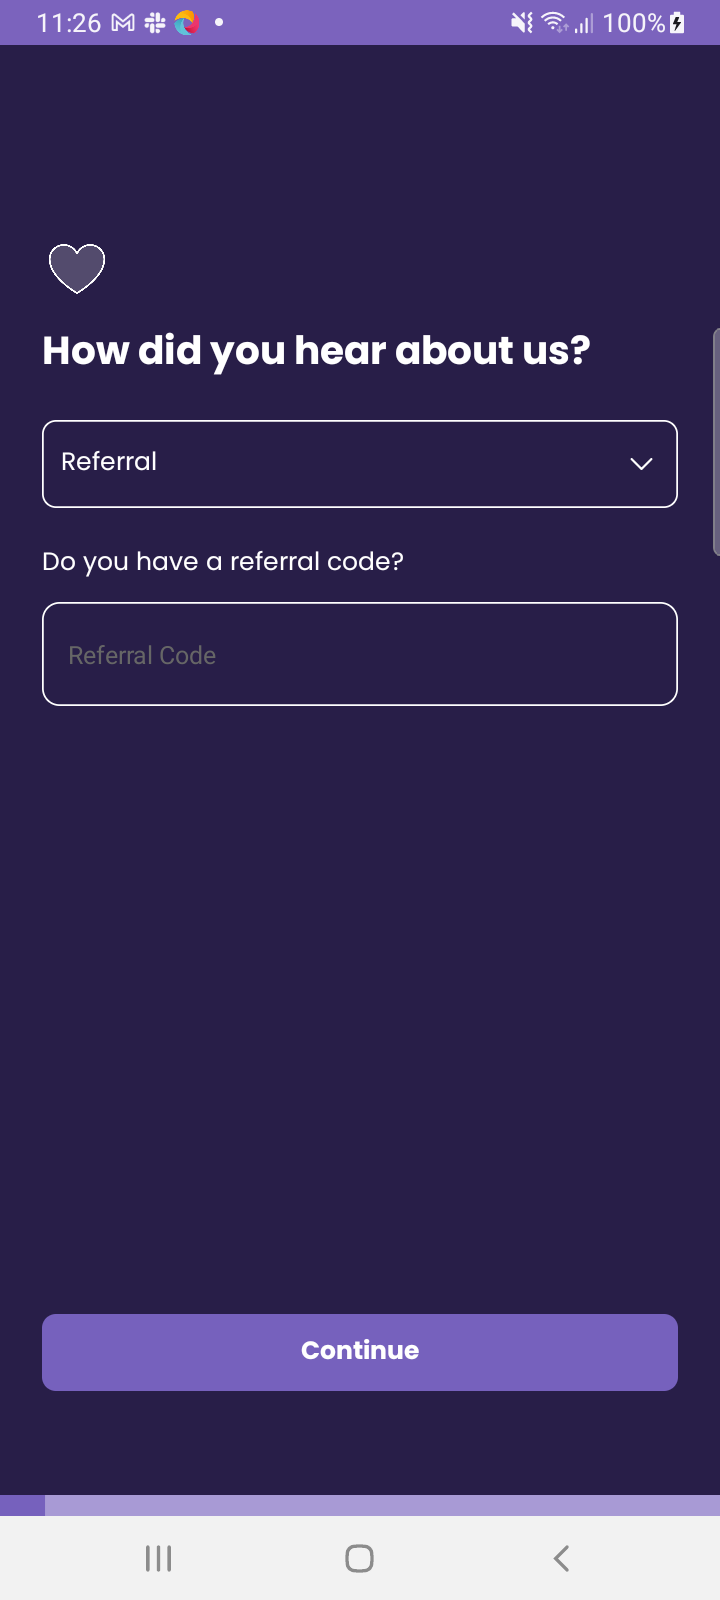 11:26 100%
How did you hear about us?
Referral
Do you have a referral code?
Referral Code
Continue